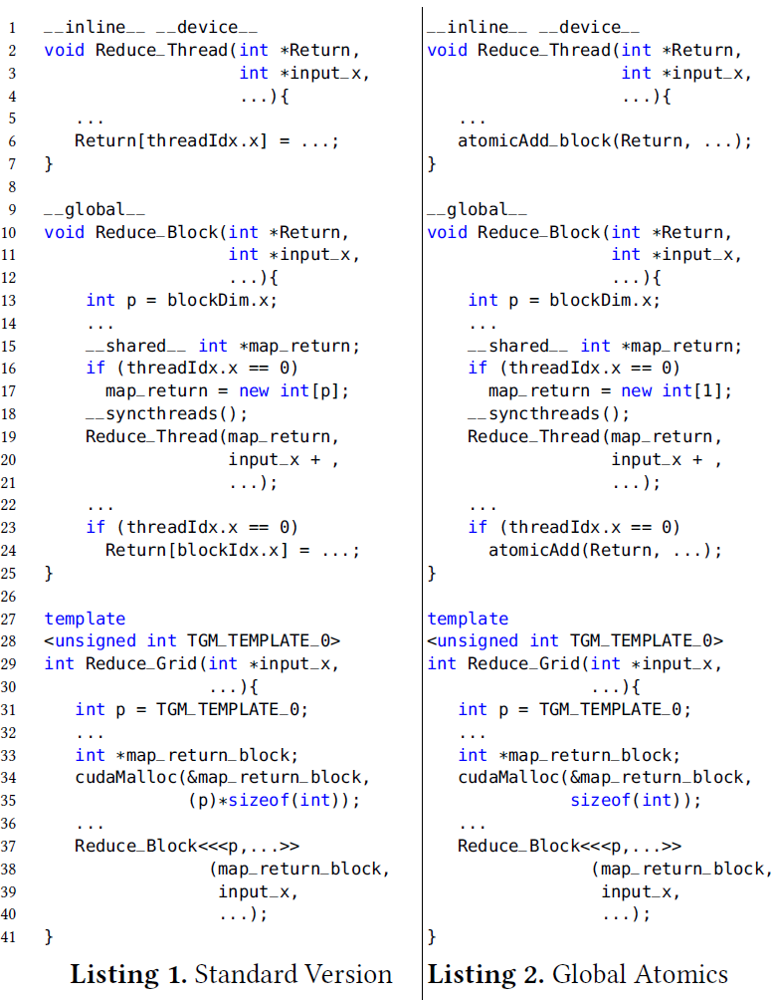 1 __inline__ __device__
2 void Reduce_Thread(int *Return,
3 int *input_x,
4 ...){
5 ...
6 Return[threadIdx.x] = ...;
7 }
8
9 __global__
10 void Reduce_Block(int *Return,
11 int *input_x,
12 ...){
13 int p = blockDim.x;
14 ...
15 __shared__ int *map_return;
16 if (threadIdx.x == 0)
17 map_return = new int[p];
18 __syncthreads();
19 Reduce_Thread(map_return,
20 input_x + ,
21 ...);
22 ...
23 if (threadIdx.x == 0)
24 Return[blockIdx.x] = ...;
25 }
26
27 template
28 <unsigned int TGM_TEMPLATE_0>
29 int Reduce_Grid(int *input_x,
30 ...){
31 int p = TGM_TEMPLATE_0;
32 ...
33 int *map_return_block;
34 cudaMalloc(&map_return_block,
35 (p)*sizeof(int));
36 ...
37 Reduce_Block<<<p,...>>
38 (map_return_block,
39 input_x,
40 ...);
41 }
Listing 1. Standard Version
__inline__ __device__
void Reduce_Thread(int *Return,
int *input_x,
...){
...
atomicAdd_block(Return, ...);
}
__global__
void Reduce_Block(int *Return,
int *input_x,
...){
int p = blockDim.x;
...
__shared__ int *map_return;
if (threadIdx.x == 0)
map_return = new int[1];
__syncthreads();
Reduce_Thread(map_return,
input_x + ,
...);
...
if (threadIdx.x == 0)
atomicAdd(Return, ...);
}
template
<unsigned int TGM_TEMPLATE_0>
int Reduce_Grid(int *input_x,
...){
int p = TGM_TEMPLATE_0;
...
int *map_return_block;
cudaMalloc(&map_return_block,
sizeof(int));
...
Reduce_Block<<<p,...>>
(map_return_block,
input_x,
...);
}
Listing 2. Global Atomics